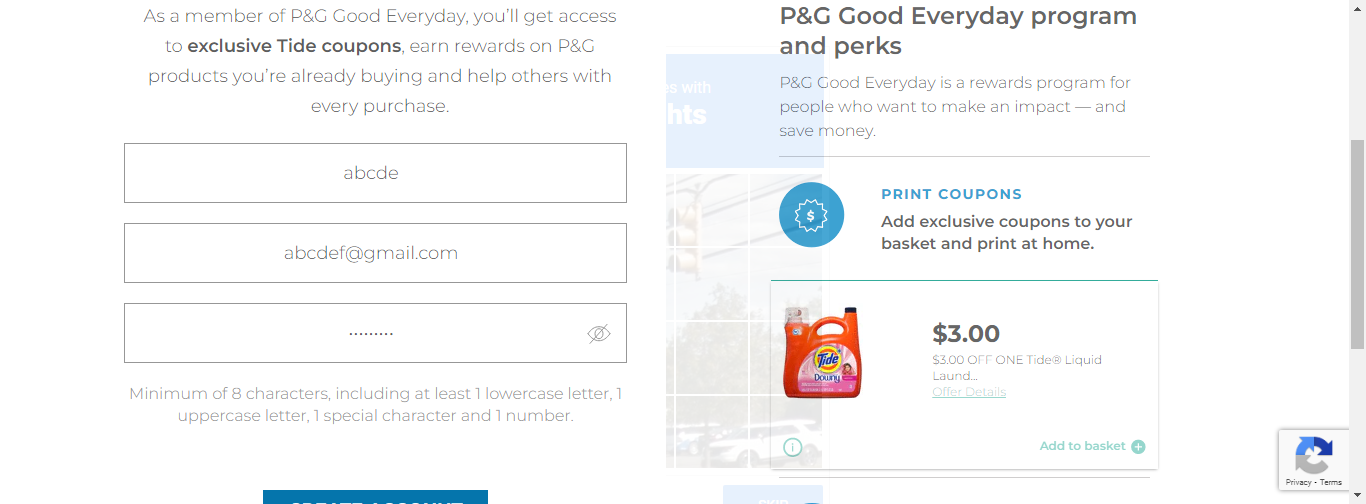 As a member of P&G Good Everyday, you'll get access
to exclusive Tide coupons, earn rewards on P&G
products you're already buying and help others with
every purchase.
abcde
abcdef@gmail.com
Minimum of 8 characters, including at least 1 lowercase letter, 1
uppercase letter, 1 special character and 1 number.
CREATE ACCOUNT
es with
hts
P&G Good Everyday program
and perks
P&G Good Everyday is a rewards program for
people who want to make an impact — and
save money.
$
PRINT COUPONS
Add exclusive coupons to your
basket and print at home.
Tide
Downy
$3.00
$3.00 OFF ONE Tide® Liquid
Laund...
Offer Details
i
Add to basket +
SKIP
Privacy - Terms